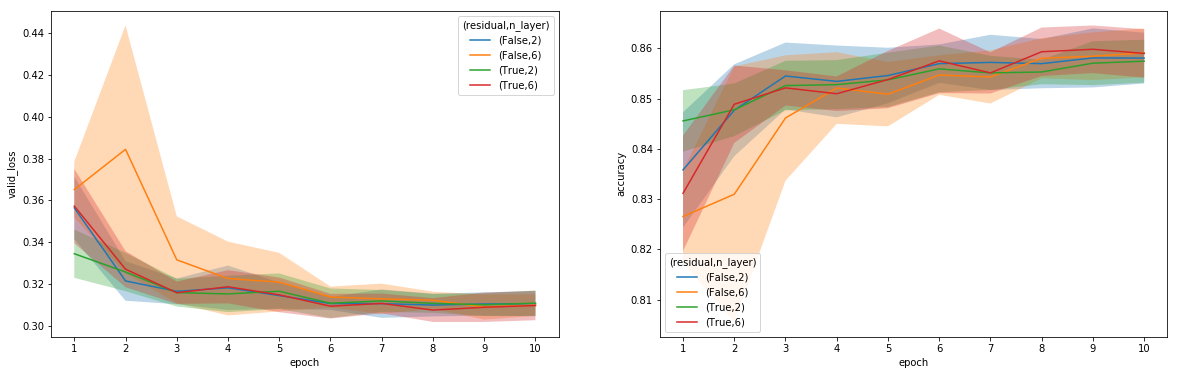 (residual,n_layer)
(False,2)
(False,6)
(True,2)
(True,6)
0.44
0.42
0.40
0.38
0.36
0.34
0.32
0.30
valid_loss
1 2 3 4 5 6 7 8 9 10
epoch
0.86
0.85
0.84
0.83
0.82
0.81
accuracy
(residual,n_layer)
(False,2)
(False,6)
(True,2)
(True,6)
1 2 3 4 5 6 7 8 9 10
epoch